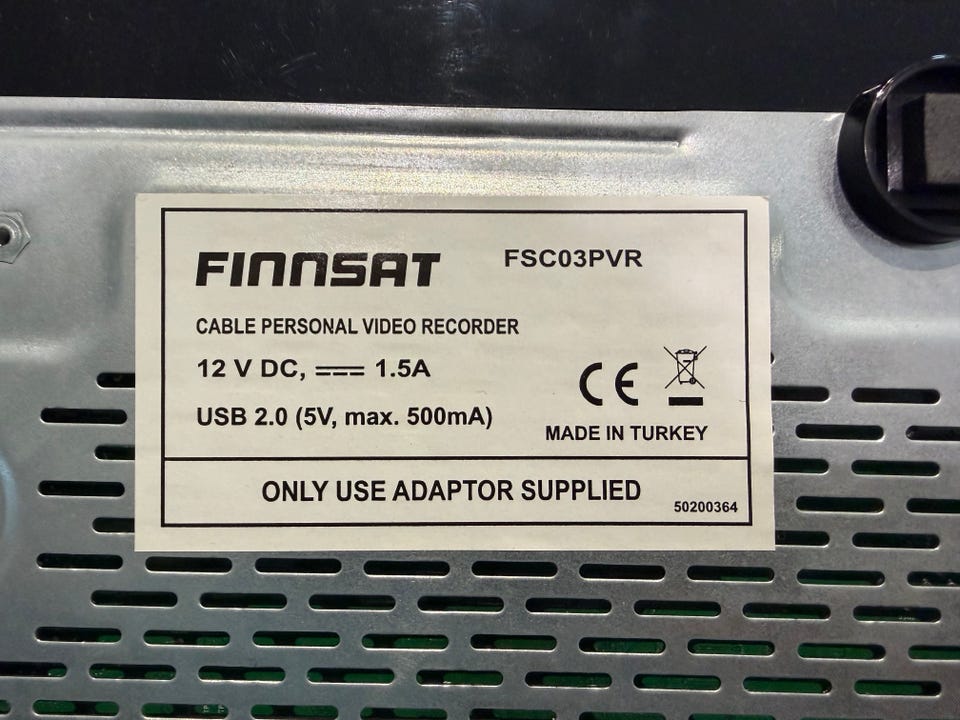 FINNSAT FSC03PVR
CABLE PERSONAL VIDEO RECORDER
12 V DC, ⎓ 1.5A
USB 2.0 (5V, max. 500mA)
CE
MADE IN TURKEY
ONLY USE ADAPTOR SUPPLIED
50200364